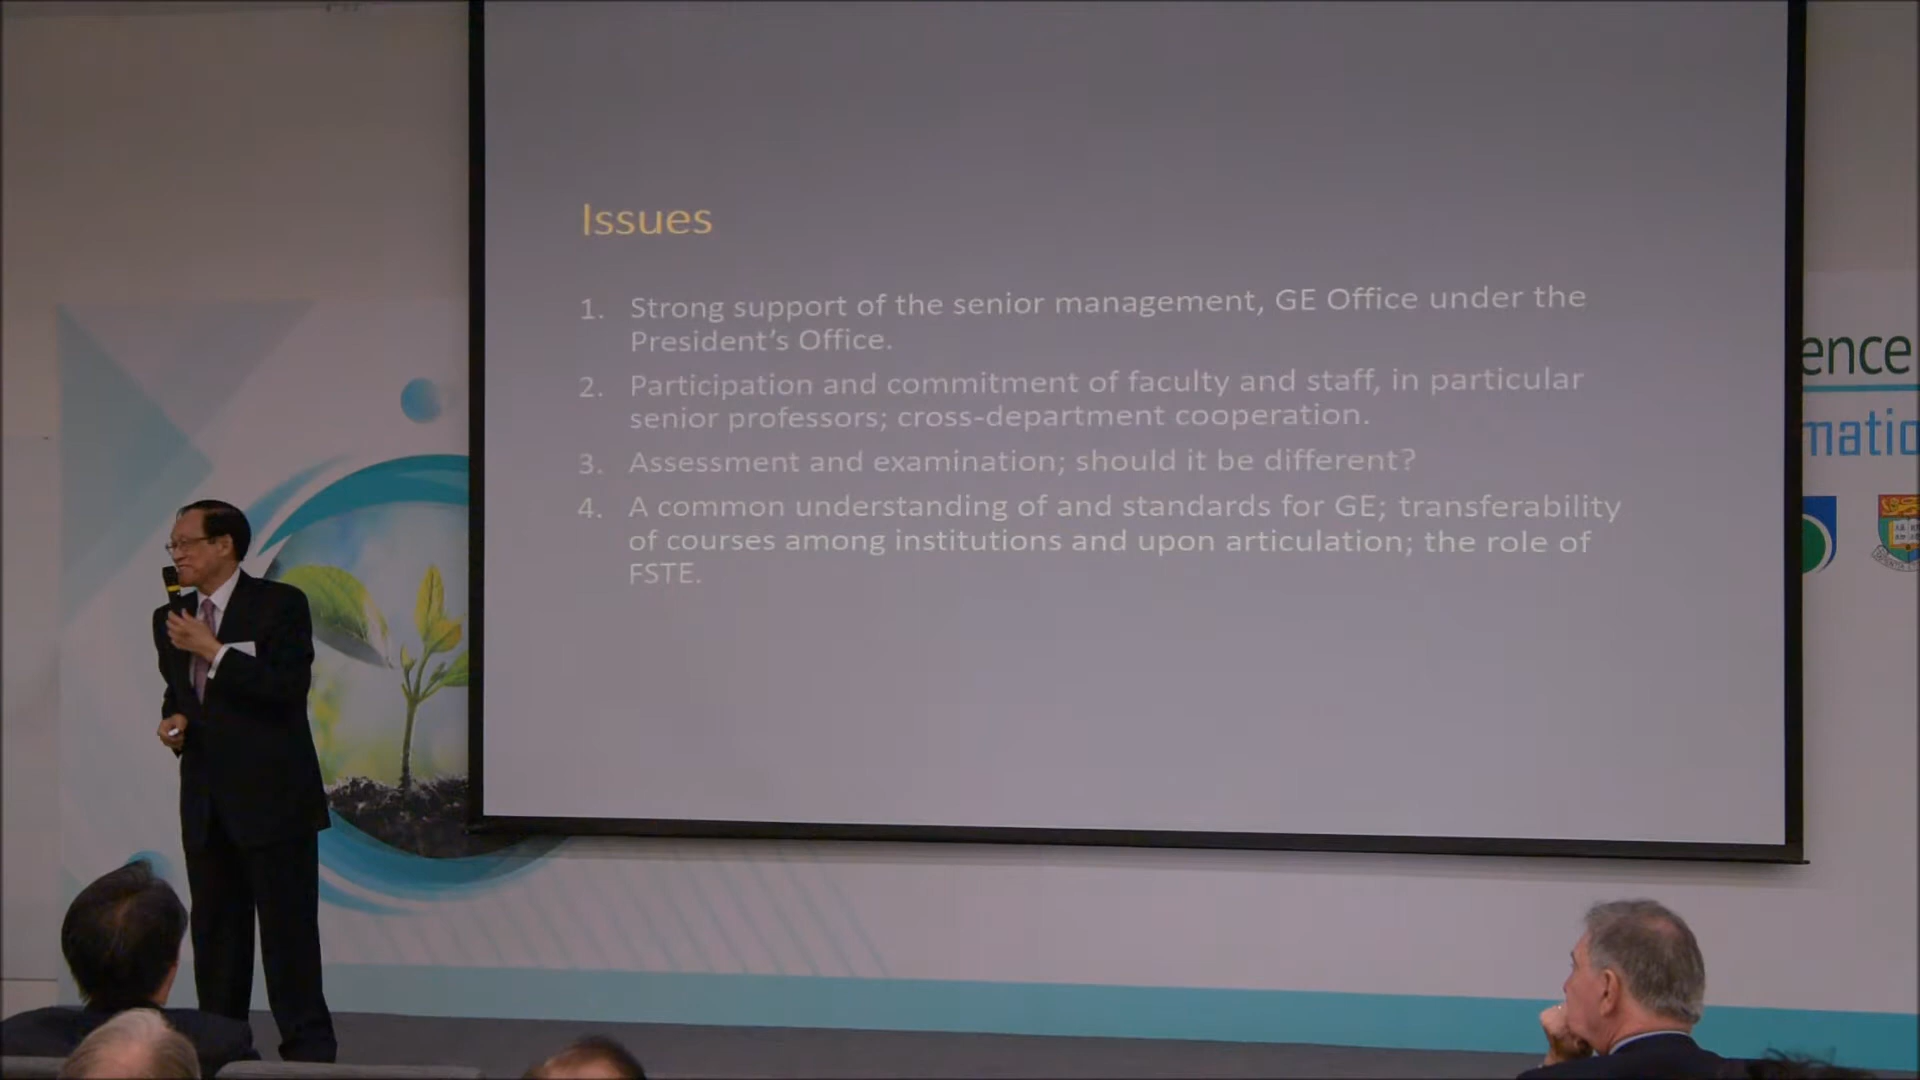 Issues
1. Strong support of the senior management, GE Office under the
President's Office.
2. Participation and commitment of faculty and staff, in particular
senior professors; cross-department cooperation.
3. Assessment and examination; should it be different?
4. A common understanding of and standards for GE; transferability
of courses among institutions and upon articulation; the role of
FSTE.
ence
matio